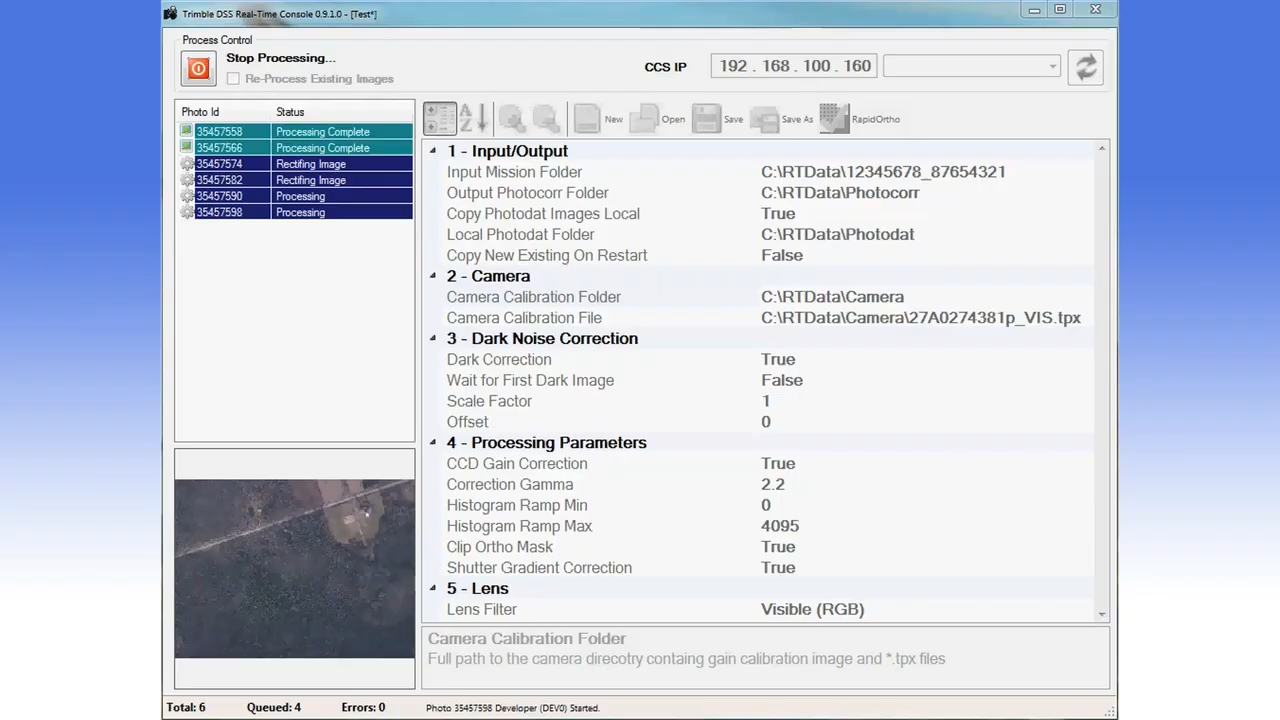 Trimble DSS Real-Time Console 0.9.1.0 - [Test*]
Process Control
Stop Processing...
Re-Process Existing Images
CCS IP
192 . 168 . 100 . 160
Photo Id Status
35457558 Processing Complete
35457566 Processing Complete
35457574 Rectifing Image
35457582 Rectifing Image
35457590 Processing
35457598 Processing
A Z New Open Save Save As RapidOrtho
1 - Input/Output
Input Mission Folder C:\RTData\12345678_87654321
Output Photocorr Folder C:\RTData\Photocorr
Copy Photodat Images Local True
Local Photodat Folder C:\RTData\Photodat
Copy New Existing On Restart False
2 - Camera
Camera Calibration Folder C:\RTData\Camera
Camera Calibration File C:\RTData\Camera\27A0274381p_VIS.tpx
3 - Dark Noise Correction
Dark Correction True
Wait for First Dark Image False
Scale Factor 1
Offset 0
4 - Processing Parameters
CCD Gain Correction True
Correction Gamma 2.2
Histogram Ramp Min 0
Histogram Ramp Max 4095
Clip Ortho Mask True
Shutter Gradient Correction True
5 - Lens
Lens Filter Visible (RGB)
Camera Calibration Folder
Full path to the camera direcotry containg gain calibration image and *.tpx files
Total: 6 Queued: 4 Errors: 0 Photo 35457598 Developer (DEV0) Started.